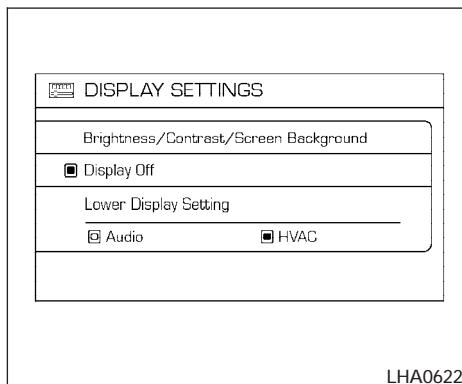 DISPLAY SETTINGS
Brightness/Contrast/Screen Background
Display Off
Lower Display Setting
Audio HVAC
LHA0622